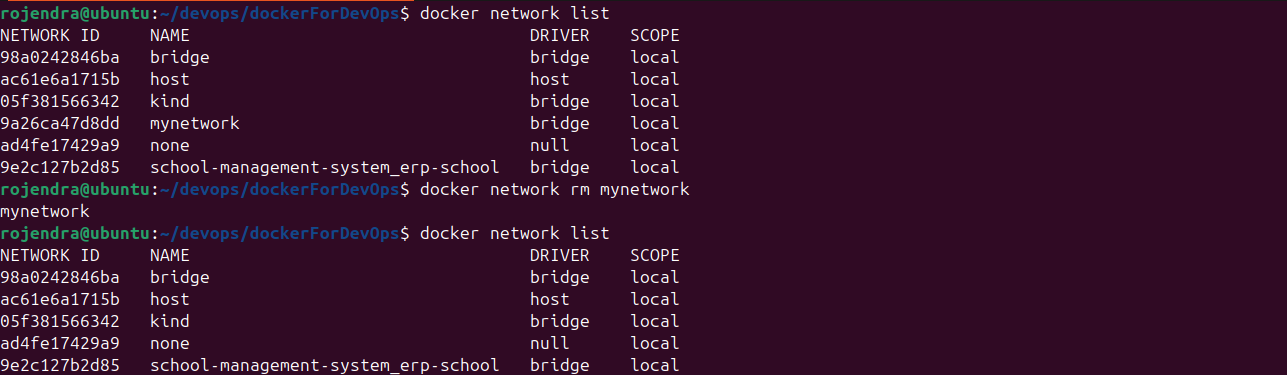 rojendra@ubuntu:~/devops/dockerForDevOps$ docker network list
NETWORK ID     NAME                                  DRIVER    SCOPE
98a0242846ba   bridge                                bridge    local
ac61e6a1715b   host                                  host      local
05f381566342   kind                                  bridge    local
9a26ca47d8dd   mynetwork                             bridge    local
ad4fe17429a9   none                                  null      local
9e2c127b2d85   school-management-system_erp-school   bridge    local
rojendra@ubuntu:~/devops/dockerForDevOps$ docker network rm mynetwork
mynetwork
rojendra@ubuntu:~/devops/dockerForDevOps$ docker network list
NETWORK ID     NAME                                  DRIVER    SCOPE
98a0242846ba   bridge                                bridge    local
ac61e6a1715b   host                                  host      local
05f381566342   kind                                  bridge    local
ad4fe17429a9   none                                  null      local
9e2c127b2d85   school-management-system_erp-school   bridge    local